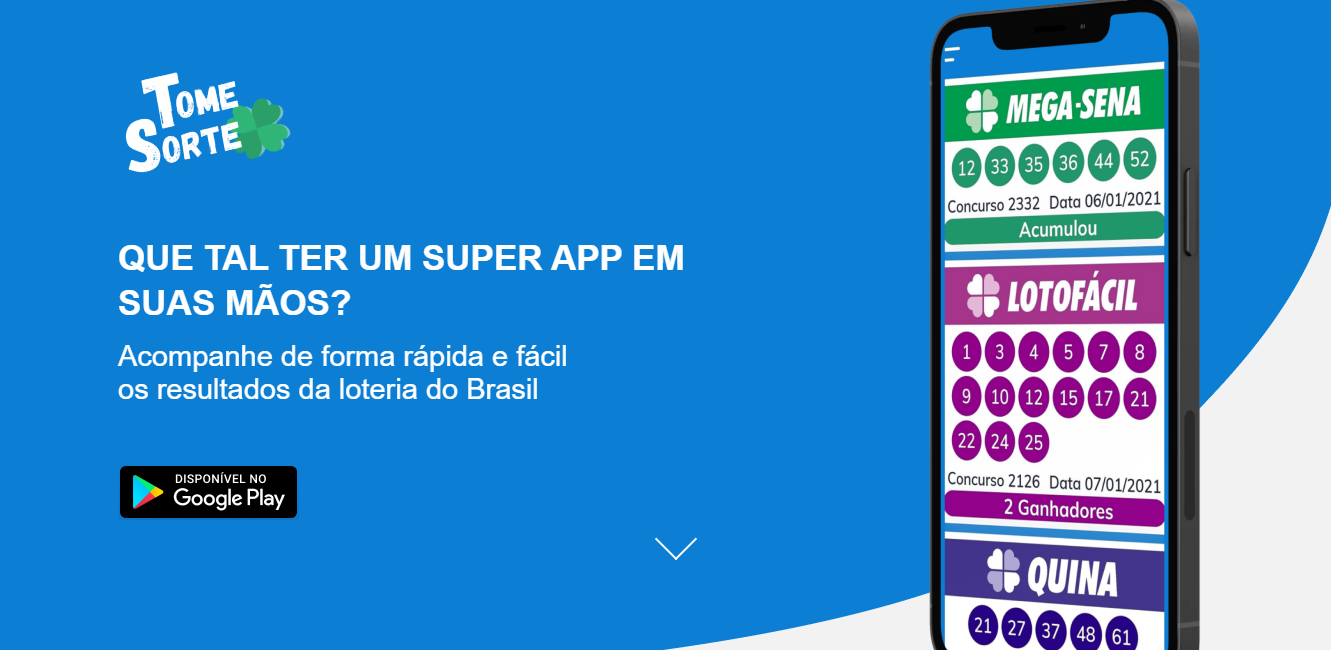 TOME
SORTE
QUE TAL TER UM SUPER APP EM
SUAS MÃOS?
Acompanhe de forma rápida e fácil
os resultados da loteria do Brasil
DISPONÍVEL NO
Google Play
MEGA-SENA
12 33 35 36 44 52
Concurso 2332 Data 06/01/2021
Acumulou
LOTOFÁCIL
1 3 4 5 7 8
9 10 12 15 17 21
22 24 25
Concurso 2126 Data 07/01/2021
2 Ganhadores
QUINA
21 27 37 48 61